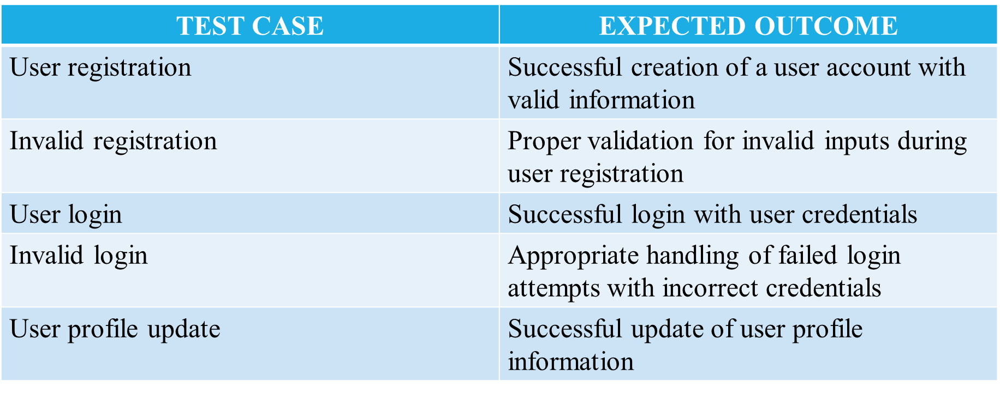 TEST CASE
EXPECTED OUTCOME
User registration
Successful creation of a user account with
valid information
Invalid registration
Proper validation for invalid inputs during
user registration
User login
Successful login with user credentials
Invalid login
Appropriate handling of failed login
attempts with incorrect credentials
User profile update
Successful update of user profile
information